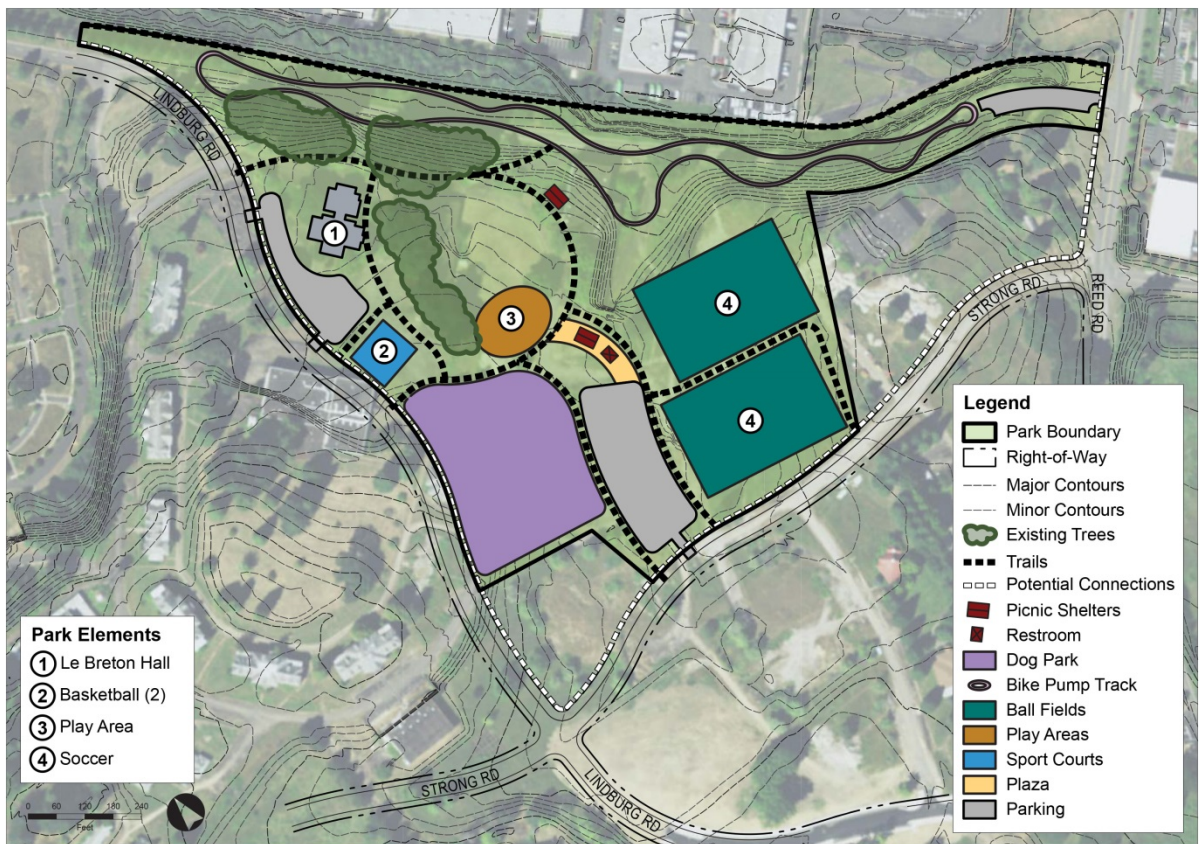 LINDBURG RD
1
2
3
4
4
STRONG RD
REED RD
STRONG RD
LINDBURG RD
Park Elements
1 Le Breton Hall
2 Basketball (2)
3 Play Area
4 Soccer
0 60 120 180 240
Feet
Legend
Park Boundary
Right-of-Way
Major Contours
Minor Contours
Existing Trees
Trails
Potential Connections
Picnic Shelters
Restroom
Dog Park
Bike Pump Track
Ball Fields
Play Areas
Sport Courts
Plaza
Parking